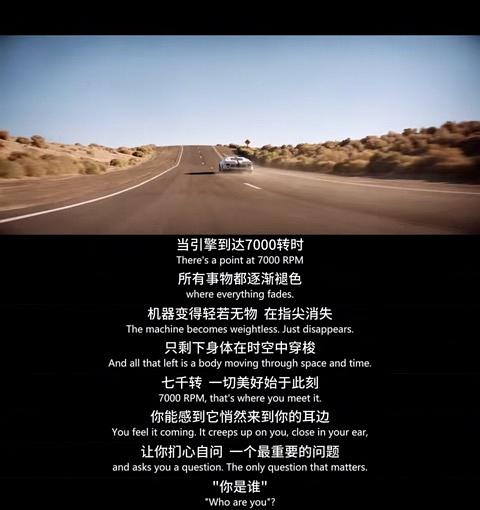 当引擎到达7000转时
There's a point at 7000 RPM
所有事物都逐渐褪色
where everything fades.
机器变得轻若无物 在指尖消失
The machine becomes weightless. Just disappears.
只剩下身体在时空中穿梭
And all that left is a body moving through space and time.
七千转 一切美好始于此刻
7000 RPM, that's where you meet it.
你能感到它悄然来到你的耳边
You feel it coming. It creeps up on you, close in your ear,
让你扪心自问 一个最重要的问题
and asks you a question. The only question that matters.
"你是谁"
"Who are you"?